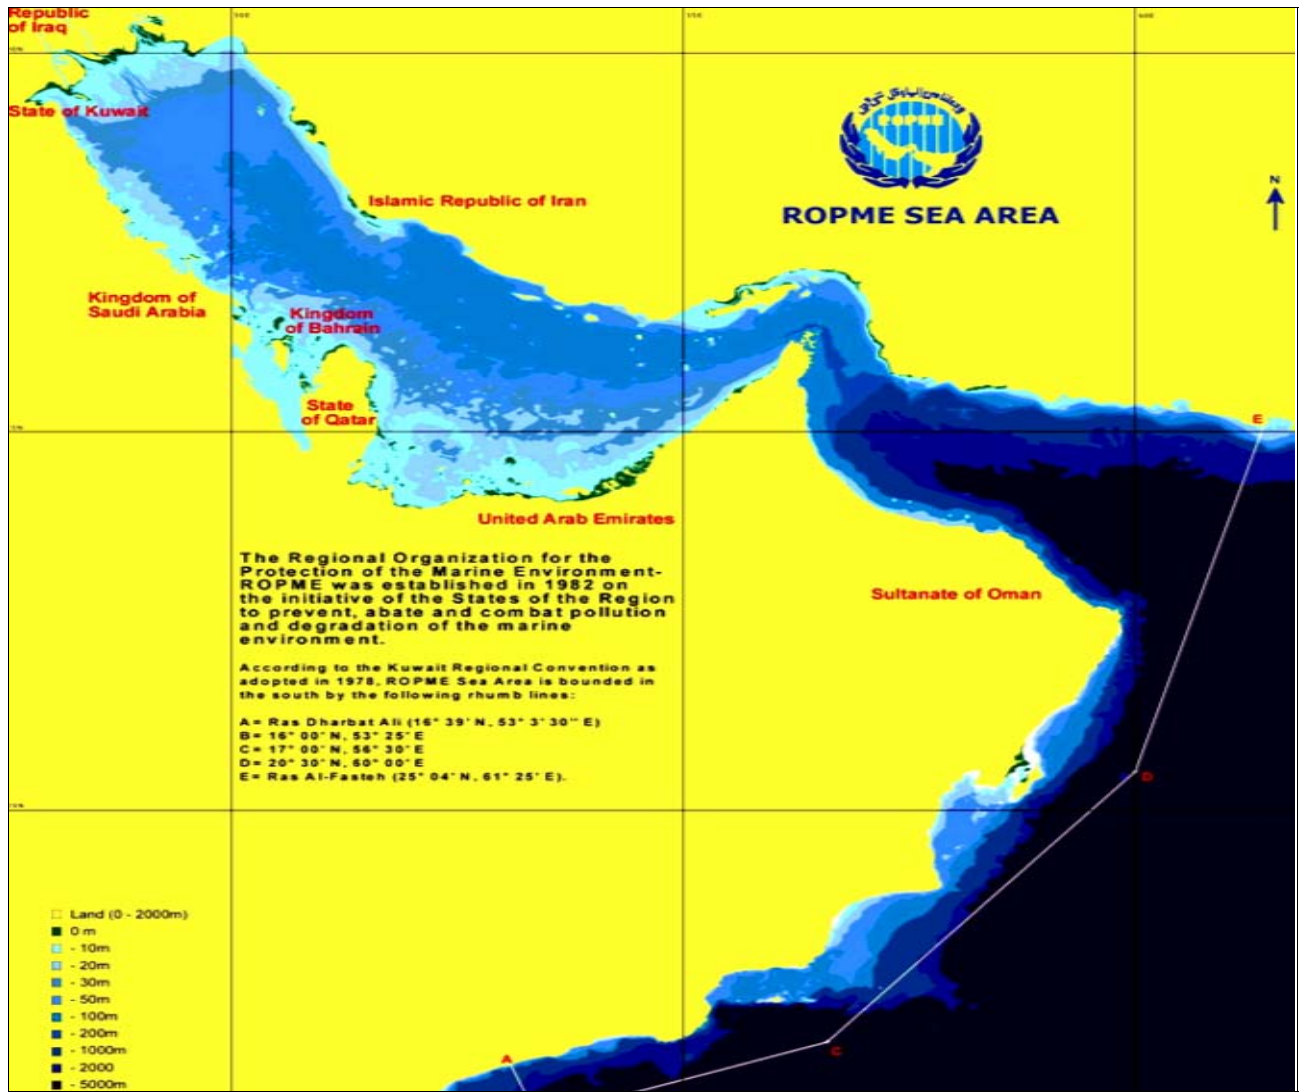 Republic
of Iraq
50E
55E
60E
State of Kuwait
ROPME
Islamic Republic of Iran
ROPME SEA AREA
N
Kingdom of
Saudi Arabia
Kingdom
of Bahrain
State
of Qatar
E
United Arab Emirates
The Regional Organization for the
Protection of the Marine Environment-
ROPME was established in 1982 on
the initiative of the States of the Region
to prevent, abate and combat pollution
and degradation of the marine
environment.
Sultanate of Oman
According to the Kuwait Regional Convention as
adopted in 1978, ROPME Sea Area is bounded in
the south by the following rhumb lines:
A= Ras Dharbat Ali (16° 39' N, 53° 3' 30" E)
B= 16° 00' N, 53° 25' E
C= 17° 00' N, 56° 30' E
D= 20° 30' N, 60° 00' E
E= Ras Al-Fasteh (25° 04' N, 61° 25' E).
D
Land (0 - 2000m)
0 m
- 10m
- 20m
- 30m
- 50m
- 100m
- 200m
- 1000m
- 2000
- 5000m
A
C